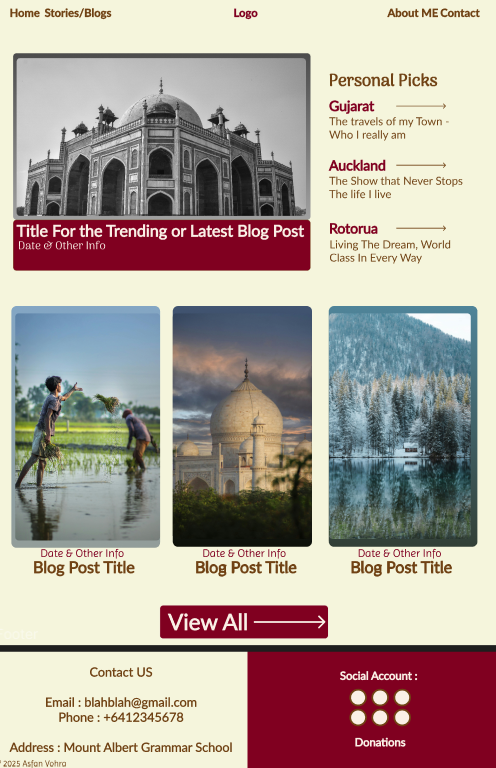 Home Stories/Blogs Logo About ME Contact
Title For the Trending or Latest Blog Post
Date & Other Info
Personal Picks
Gujarat
The travels of my Town -
Who I really am
Auckland
The Show that Never Stops
The life I live
Rotorua
Living The Dream, World
Class In Every Way
Date & Other Info
Blog Post Title
Date & Other Info
Blog Post Title
Date & Other Info
Blog Post Title
View All
Contact US
Email : blahblah@gmail.com
Phone : +6412345678
Address : Mount Albert Grammar School
2025 Asfan Vohra
Social Account :
Donations